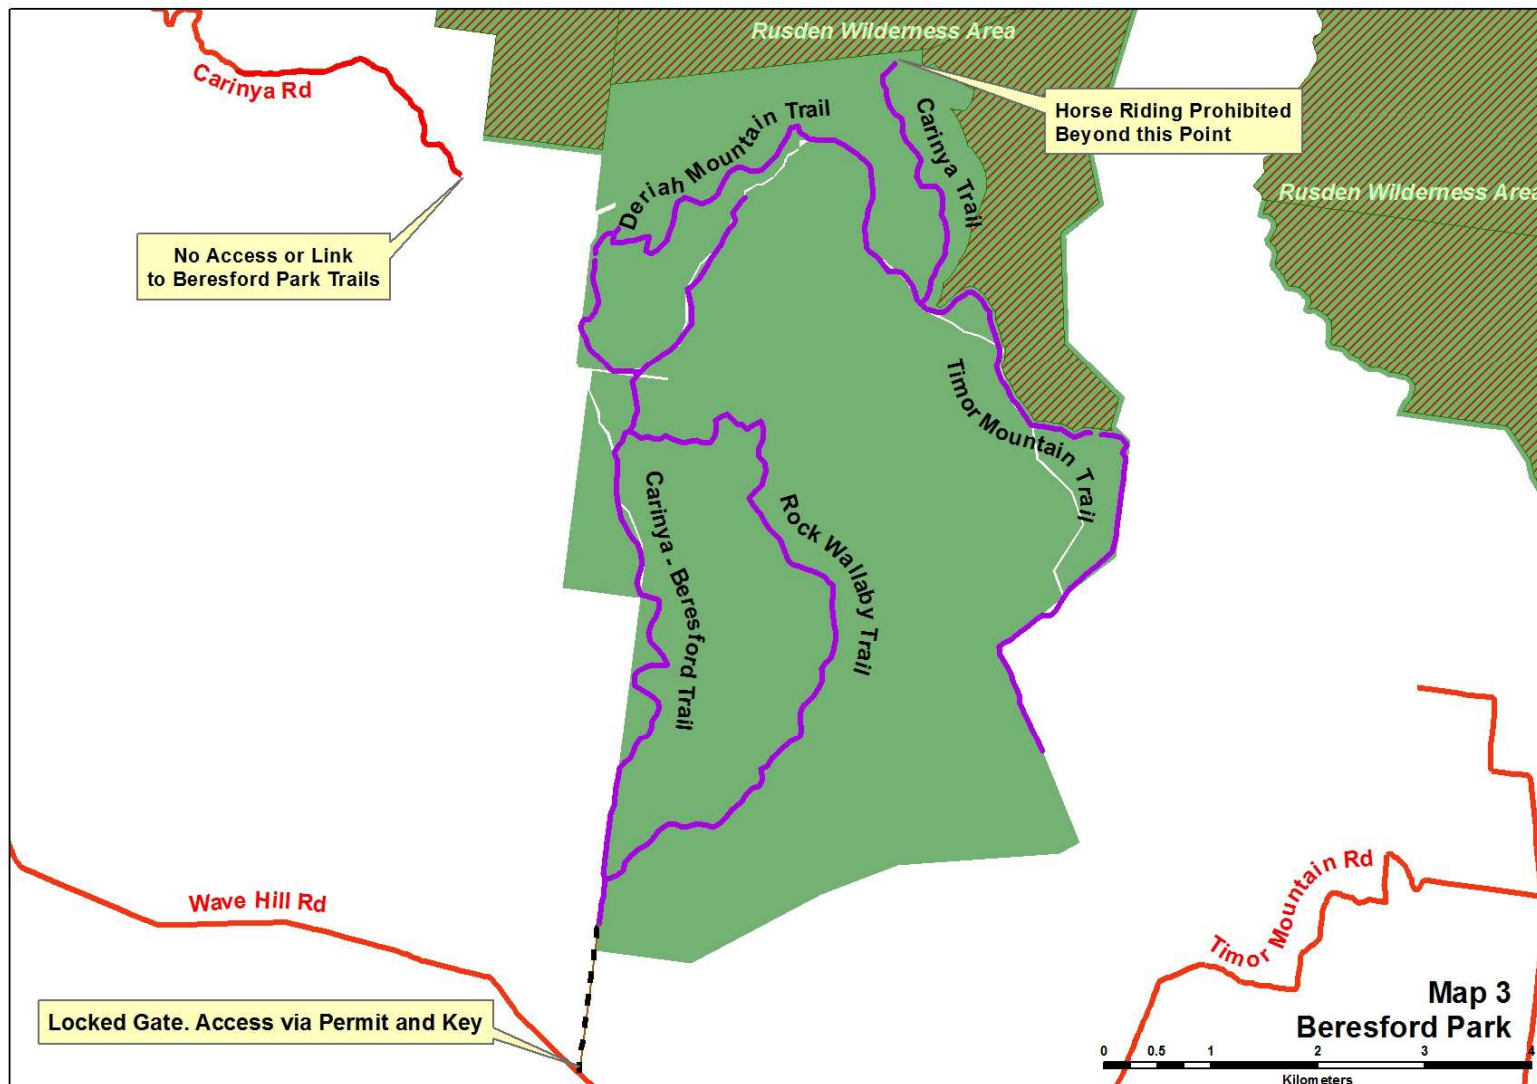 Rusden Wilderness Area
Carinya Rd
Horse Riding Prohibited
Beyond this Point
Deriah Mountain Trail
Carinya Trail
Rusden Wilderness Area
No Access or Link
to Beresford Park Trails
Timor Mountain Trail
Carinya - Beresford Trail
Rock Wallaby Trail
Wave Hill Rd
Timor Mountain Rd
Locked Gate. Access via Permit and Key
Map 3
Beresford Park
0 0.5 1 2 3 4
Kilometers